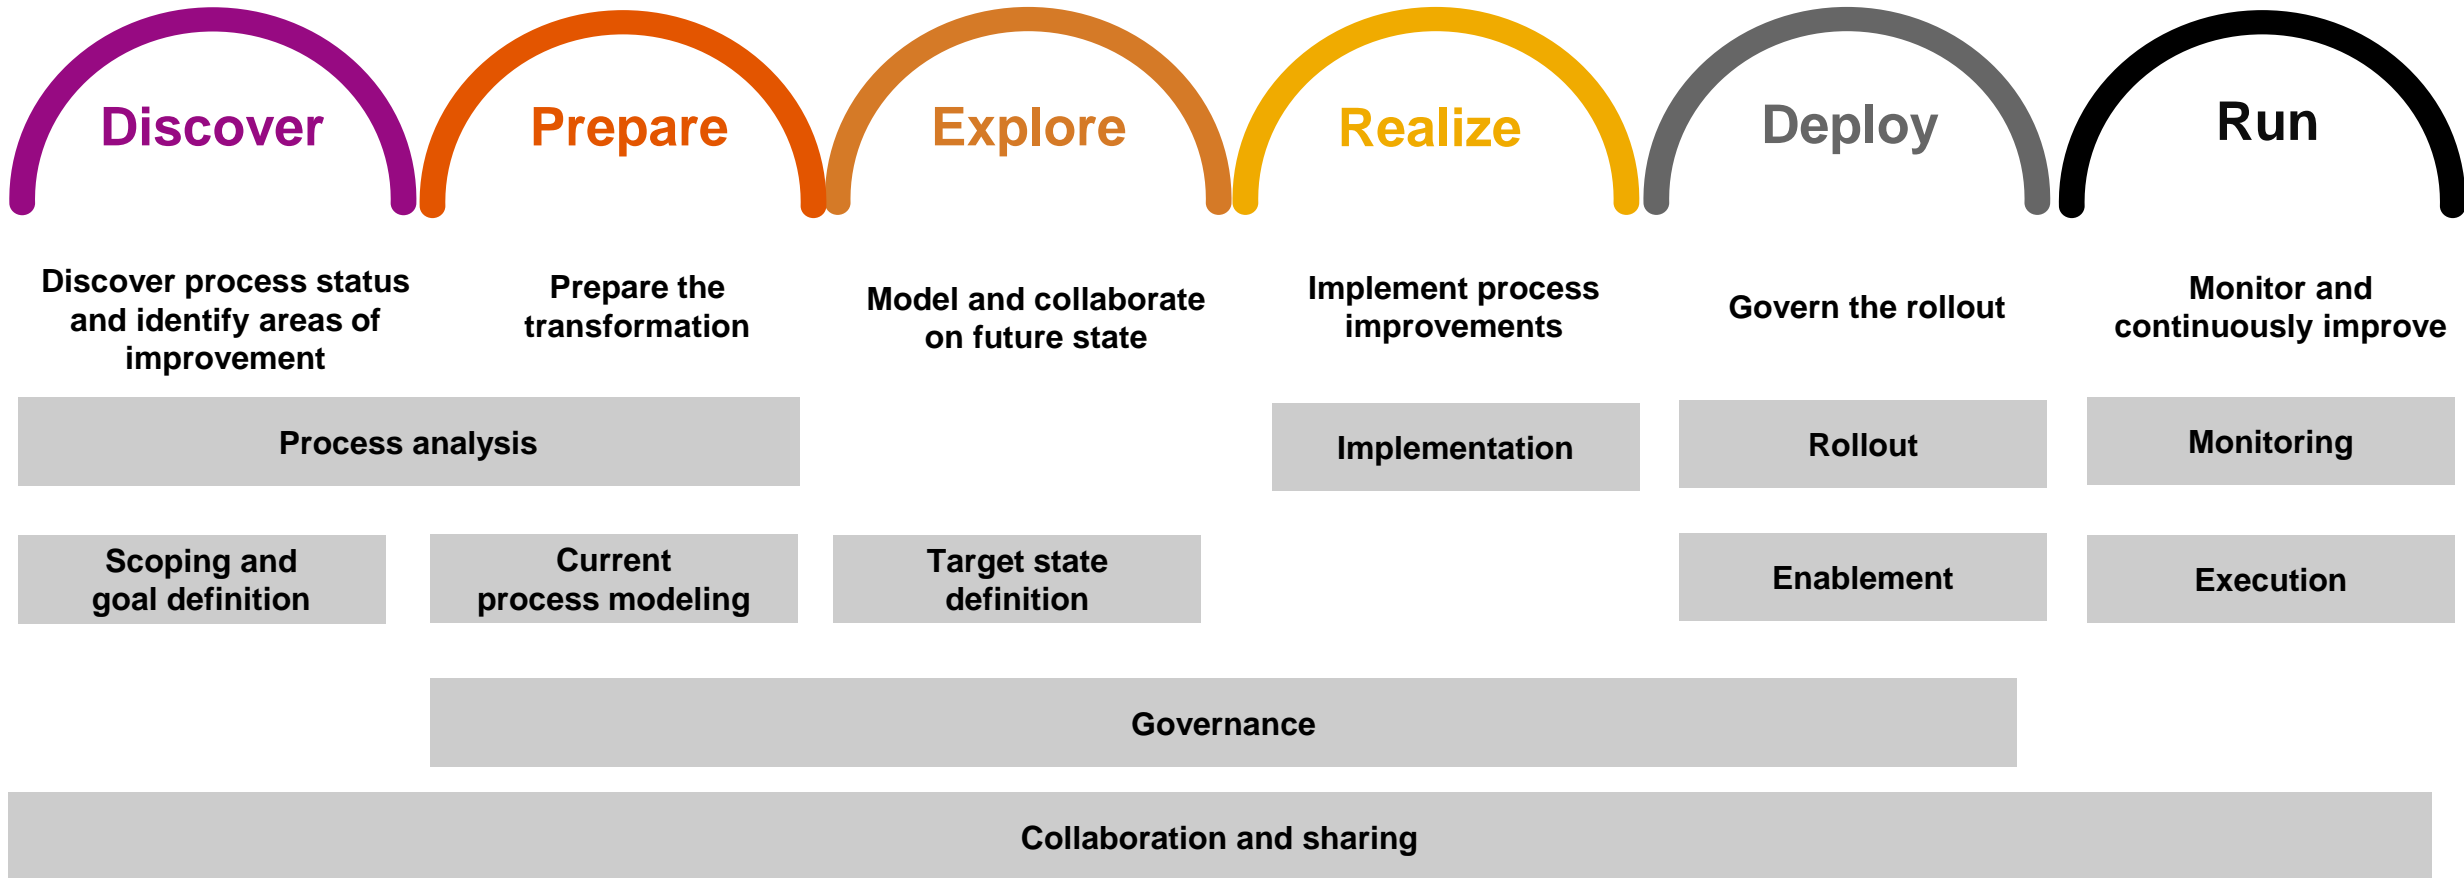 Discover
Prepare
Explore
Realize
Deploy
Run
Discover process status
and identify areas of
improvement
Prepare the
transformation
Model and collaborate
on future state
Implement process
improvements
Govern the rollout
Monitor and
continuously improve
Process analysis
Implementation
Rollout
Monitoring
Scoping and
goal definition
Current
process modeling
Target state
definition
Enablement
Execution
Governance
Collaboration and sharing